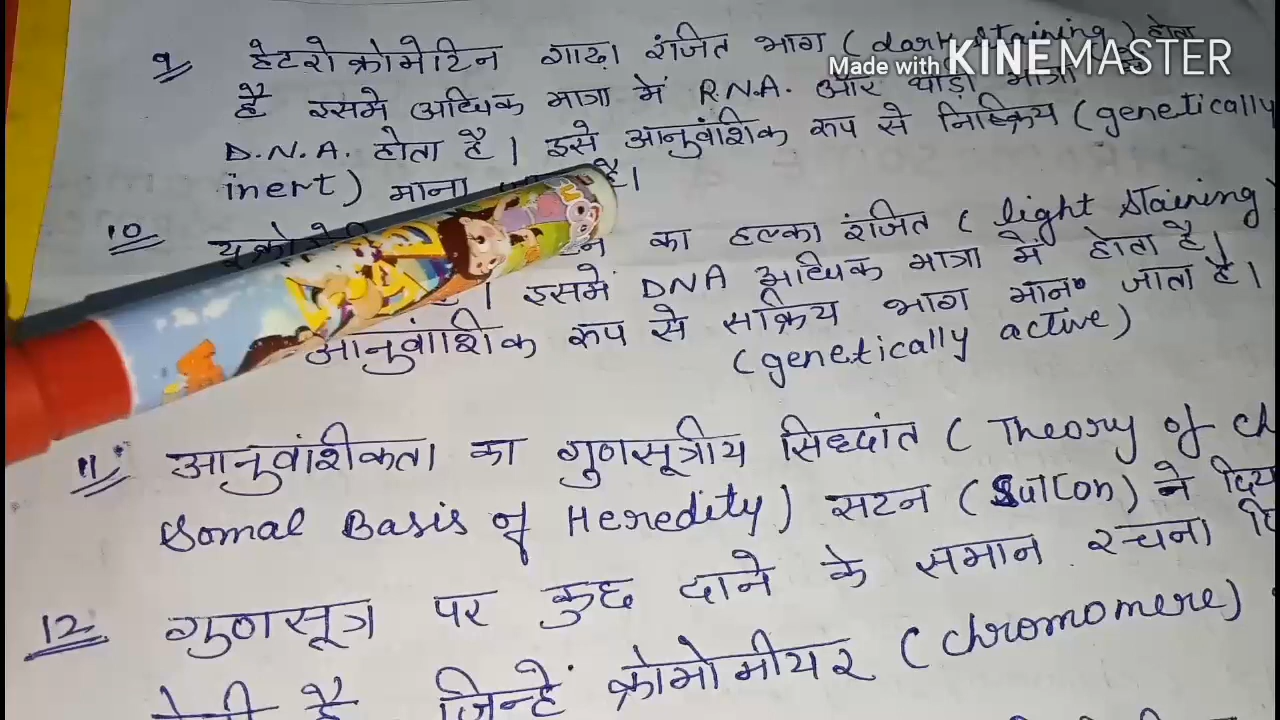 9 हेटरोक्रोमेटिन गाढ़ा रंजित भाग (dark staining) होता
Made with KINEMASTER
है इसमे अधिक मात्रा में R.N.A. और थोड़ी मात्रा
D.N.A. होता है। इसे आनुवंशिक रूप से निष्क्रिय (genetically
inert) माना है।
10 का हल्का रंजित (light staining
। इसमें DNA अधिक मात्रा में होता है।
आनुवांशिक रूप से सक्रिय भाग माना जाता है।
(genetically active)
11 आनुवांशीकता का गुणसूत्रीय सिध्दांत (Theory of ch
somal Basis of Heredity) सटन (Sutton) ने
12 गुणसूत्र पर कुछ दाने के समान रचना
है जिन्हें क्रोमोमीयर (chromomere)